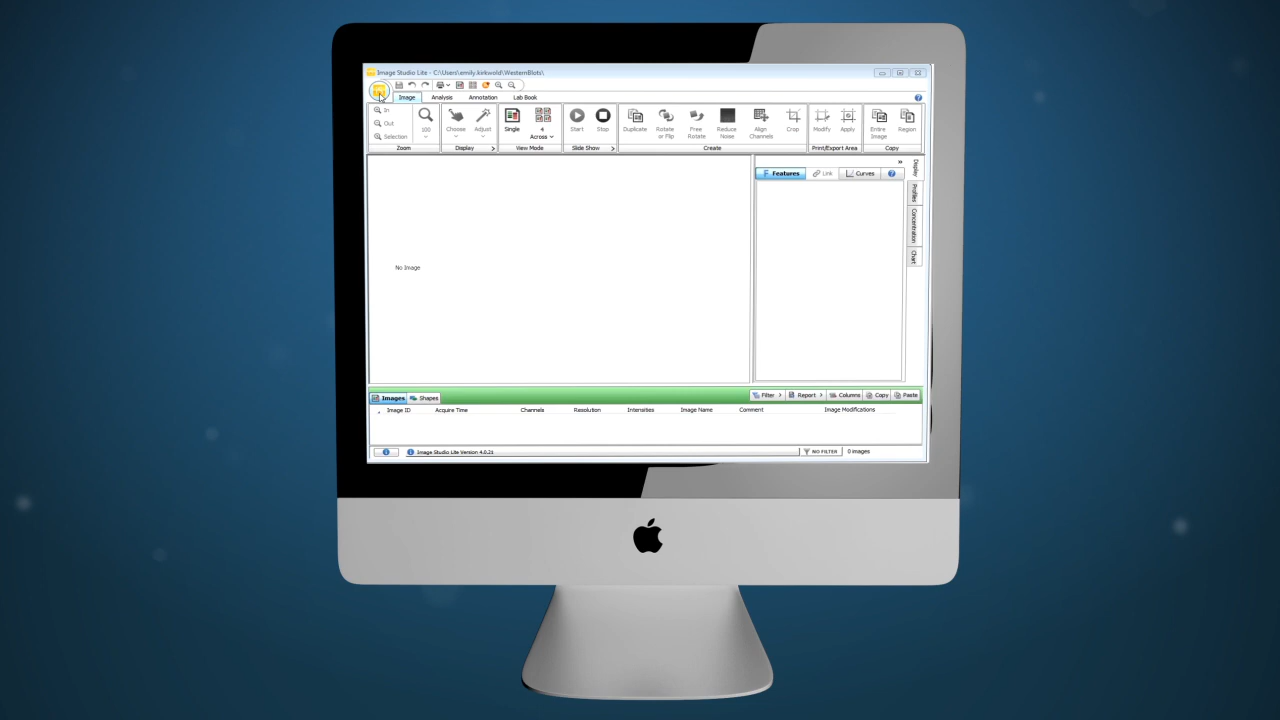 Image Studio Lite - C:\Users\emily.kirkwold\WesternBlots\
Image Analysis Annotation Lab Book
In
Out
Selection
100
Zoom
Choose Adjust
Display
Single 4 Across
View Mode
Start Stop
Slide Show
Duplicate Rotate or Flip Free Rotate Reduce Noise Align Channels Crop
Create
Modify Apply
Print/Export Area
Entire Image Region
Copy
No Image
F Features Link Curves
Display
Profiles
Concentration
Chart
Images Shapes Filter Report Columns Copy Paste
Image ID Acquire Time Channels Resolution Intensities Image Name Comment Image Modifications
Image Studio Lite Version 4.0.21 NO FILTER 0 images